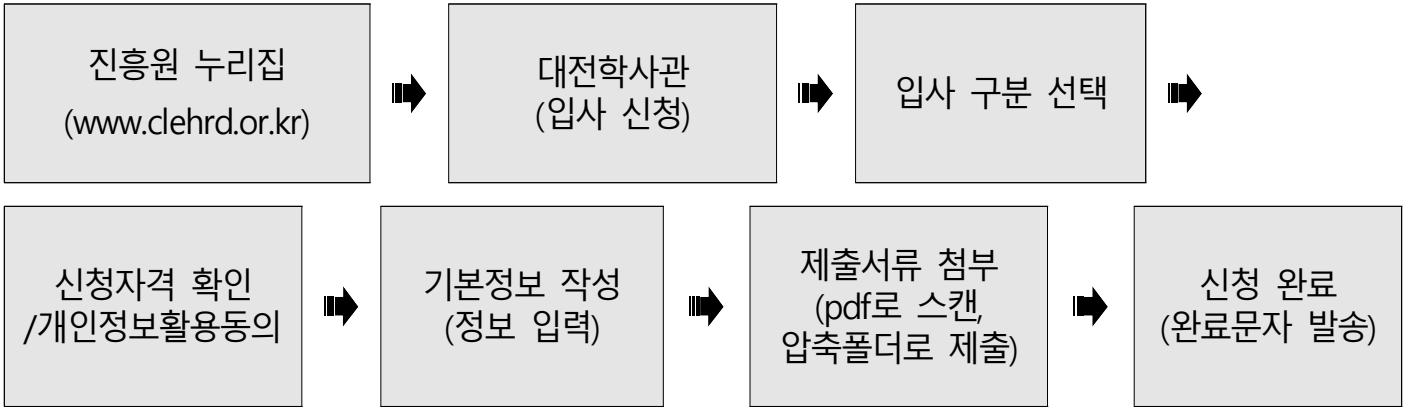 진흥원 누리집
(www.clehrd.or.kr)
대전학사관
(입사 신청)
입사 구분 선택
신청자격 확인
/개인정보활용동의
기본정보 작성
(정보 입력)
제출서류 첨부
(pdf로 스캔,
압축폴더로 제출)
신청 완료
(완료문자 발송)